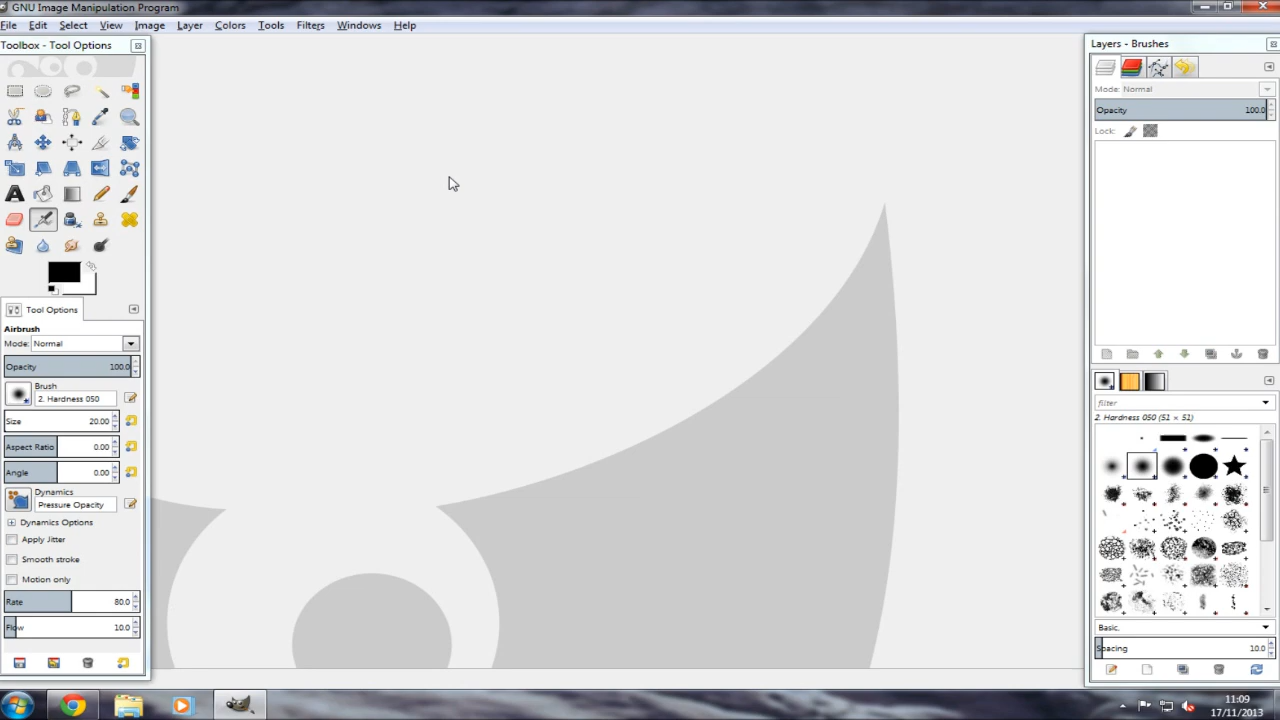 GNU Image Manipulation Program
File Edit Select View Image Layer Colors Tools Filters Windows Help
Toolbox - Tool Options
Tool Options
Airbrush
Mode: Normal
Opacity 100.0
Brush
2. Hardness 050
Size 20.00
Aspect Ratio 0.00
Angle 0.00
Dynamics
Pressure Opacity
Dynamics Options
Apply Jitter
Smooth stroke
Motion only
Rate 80.0
Flow 10.0
Layers - Brushes
Mode: Normal
Opacity 100.0
Lock:
filter
2. Hardness 050 (51 × 51)
Basic.
Spacing 10.0
11:09
17/11/2013